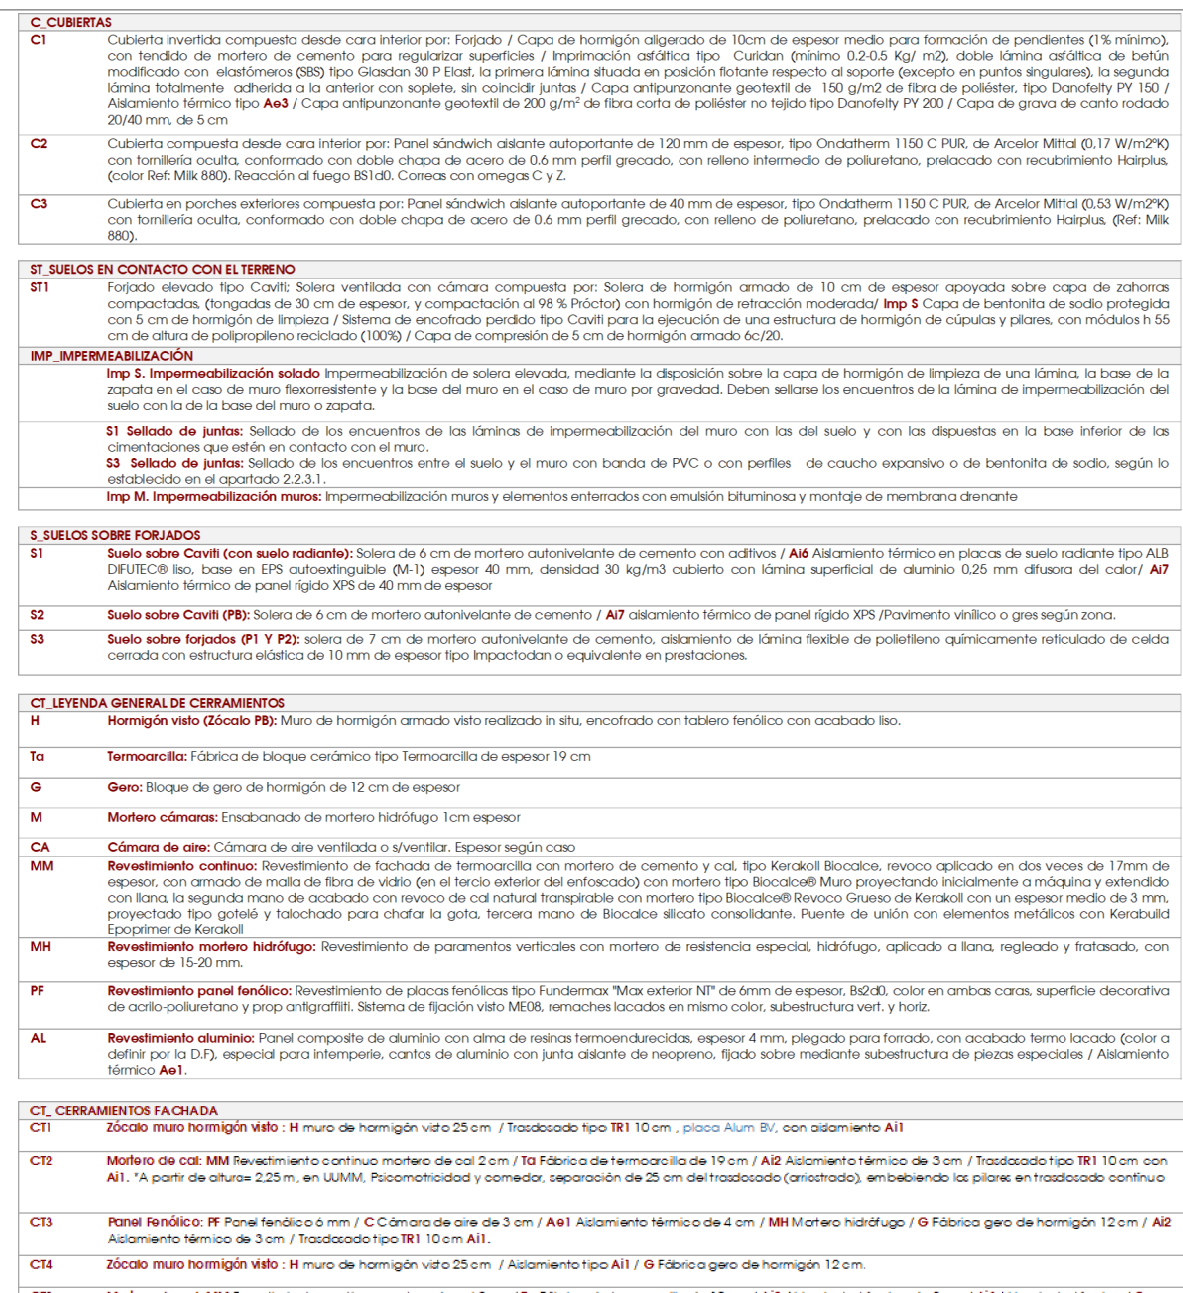 C_CUBIERTAS
C1 Cubierta invertida compuesta desde cara interior por: Forjado / Capa de hormigón aligerado de 10cm de espesor medio para formación de pendientes (1% mínimo),
con tendido de mortero de cemento para regularizar superficies / Imprimación asfáltica tipo Curidan (mínimo 0.2-0.5 Kg/ m2), doble lámina asfáltica de betún
modificado con elastómeros (SBS) tipo Glasdan 30 P Elast, la primera lámina situada en posición flotante respecto al soporte (excepto en puntos singulares), la segunda
lámina totalmente adherida a la anterior con soplete, sin coincidir juntas / Capa antipunzonante geotextil de 150 g/m2 de fibra de poliéster, tipo Danofelty PY 150 /
Aislamiento térmico tipo Ae3 / Capa antipunzonante geotextil de 200 g/m² de fibra corta de poliéster no tejido tipo Danofelty PY 200 / Capa de grava de canto rodado
20/40 mm, de 5 cm
C2 Cubierta compuesta desde cara interior por: Panel sándwich aislante autoportante de 120 mm de espesor, tipo Ondatherm 1150 C PUR, de Arcelor Mittal (0,17 W/m2ºK)
con tornillería oculta, conformado con doble chapa de acero de 0.6 mm perfil grecado, con relleno intermedio de poliuretano, prelacado con recubrimiento Hairplus,
(color Ref: Milk 880). Reacción al fuego BS1d0. Correas con omegas C y Z.
C3 Cubierta en porches exteriores compuesta por: Panel sándwich aislante autoportante de 40 mm de espesor, tipo Ondatherm 1150 C PUR, de Arcelor Mittal (0,53 W/m2ºK)
con tornillería oculta, conformado con doble chapa de acero de 0.6 mm perfil grecado, con relleno de poliuretano, prelacado con recubrimiento Hairplus, (Ref: Milk
880).
ST_SUELOS EN CONTACTO CON EL TERRENO
ST1 Forjado elevado tipo Caviti; Solera ventilada con cámara compuesta por: Solera de hormigón armado de 10 cm de espesor apoyada sobre capa de zahorras
compactadas, (tongadas de 30 cm de espesor, y compactación al 98 % Próctor) con hormigón de retracción moderada/ Imp S Capa de bentonita de sodio protegida
con 5 cm de hormigón de limpieza / Sistema de encofrado perdido tipo Caviti para la ejecución de una estructura de hormigón de cúpulas y pilares, con módulos h 55
cm de altura de polipropileno reciclado (100%) / Capa de compresión de 5 cm de hormigón armado 6c/20.
IMP_IMPERMEABILIZACIÓN
Imp S. Impermeabilización solado Impermeabilización de solera elevada, mediante la disposición sobre la capa de hormigón de limpieza de una lámina, la base de la
zapata en el caso de muro flexorresistente y la base del muro en el caso de muro por gravedad. Deben sellarse los encuentros de la lámina de impermeabilización del
suelo con la de la base del muro o zapata.
S1 Sellado de juntas: Sellado de los encuentros de las láminas de impermeabilización del muro con las del suelo y con las dispuestas en la base inferior de las
cimentaciones que estén en contacto con el muro.
S3 Sellado de juntas: Sellado de los encuentros entre el suelo y el muro con banda de PVC o con perfiles de caucho expansivo o de bentonita de sodio, según lo
establecido en el apartado 2.2.3.1.
Imp M. Impermeabilización muros: Impermeabilización muros y elementos enterrados con emulsión bituminosa y montaje de membrana drenante
S_SUELOS SOBRE FORJADOS
S1 Suelo sobre Caviti (con suelo radiante): Solera de 6 cm de mortero autonivelante de cemento con aditivos / Ai6 Aislamiento térmico en placas de suelo radiante tipo ALB
DIFUTEC® liso, base en EPS autoextinguible (M-1) espesor 40 mm, densidad 30 kg/m3 cubierto con lámina superficial de aluminio 0,25 mm difusora del calor/ Ai7
Aislamiento térmico de panel rígido XPS de 40 mm de espesor
S2 Suelo sobre Caviti (PB): Solera de 6 cm de mortero autonivelante de cemento / Ai7 aislamiento térmico de panel rígido XPS /Pavimento vinílico o gres según zona.
S3 Suelo sobre forjados (P1 Y P2): solera de 7 cm de mortero autonivelante de cemento, aislamiento de lámina flexible de polietileno químicamente reticulado de celda
cerrada con estructura elástica de 10 mm de espesor tipo Impactodan o equivalente en prestaciones.
CT_LEYENDA GENERAL DE CERRAMIENTOS
H Hormigón visto (Zócalo PB): Muro de hormigón armado visto realizado in situ, encofrado con tablero fenólico con acabado liso.
Ta Termoarcilla: Fábrica de bloque cerámico tipo Termoarcilla de espesor 19 cm
G Gero: Bloque de gero de hormigón de 12 cm de espesor
M Mortero cámaras: Ensabanado de mortero hidrófugo 1cm espesor
CA Cámara de aire: Cámara de aire ventilada o s/ventilar. Espesor según caso
MM Revestimiento continuo: Revestimiento de fachada de termoarcilla con mortero de cemento y cal, tipo Kerakoll Biocalce, revoco aplicado en dos veces de 17mm de
espesor, con armado de malla de fibra de vidrio (en el tercio exterior del enfoscado) con mortero tipo Biocalce® Muro proyectando inicialmente a máquina y extendido
con llana, la segunda mano de acabado con revoco de cal natural transpirable con mortero tipo Biocalce® Revoco Grueso de Kerakoll con un espesor medio de 3 mm,
proyectado tipo gotelé y talochado para chafar la gota, tercera mano de Biocalce silicato consolidante. Puente de unión con elementos metálicos con Kerabuild
Epoprimer de Kerakoll
MH Revestimiento mortero hidrófugo: Revestimiento de paramentos verticales con mortero de resistencia especial, hidrófugo, aplicado a llana, regleado y fratasado, con
espesor de 15-20 mm.
PF Revestimiento panel fenólico: Revestimiento de placas fenólicas tipo Fundermax "Max exterior NT" de 6mm de espesor, Bs2d0, color en ambas caras, superficie decorativa
de acrilo-poliuretano y prop antigraffiti. Sistema de fijación visto ME08, remaches lacados en mismo color, subestructura vert. y horiz.
AL Revestimiento aluminio: Panel composite de aluminio con alma de resinas termoendurecidas, espesor 4 mm, plegado para forrado, con acabado termo lacado (color a
definir por la D.F), especial para intemperie, cantos de aluminio con junta aislante de neopreno, fijado sobre mediante subestructura de piezas especiales / Aislamiento
térmico Ae1.
CT_ CERRAMIENTOS FACHADA
CT1 Zócalo muro hormigón visto : H muro de hormigón visto 25 cm / Trasdosado tipo TR1 10 cm , placa Alum BV, con aislamiento Ai1
CT2 Mortero de cal: MM Revestimiento continuo mortero de cal 2 cm / Ta Fábrica de termoarcilla de 19 cm / Ai2 Aislamiento térmico de 3 cm / Trasdosado tipo TR1 10 cm con
Ai1. *A partir de altura= 2,25 m, en UUMM, Psicomotricidad y comedor, separación de 25 cm del trasdosado (arriostrado), embebiendo los pilares en trasdosado continuo
CT3 Panel Fenólico: PF Panel fenólico 6 mm / C Cámara de aire de 3 cm / Ae1 Aislamiento térmico de 4 cm / MH Mortero hidrófugo / G Fábrica gero de hormigón 12 cm / Ai2
Aislamiento térmico de 3 cm / Trasdosado tipo TR1 10 cm Ai1.
CT4 Zócalo muro hormigón visto : H muro de hormigón visto 25 cm / Aislamiento tipo Ai1 / G Fábrica gero de hormigón 12 cm.